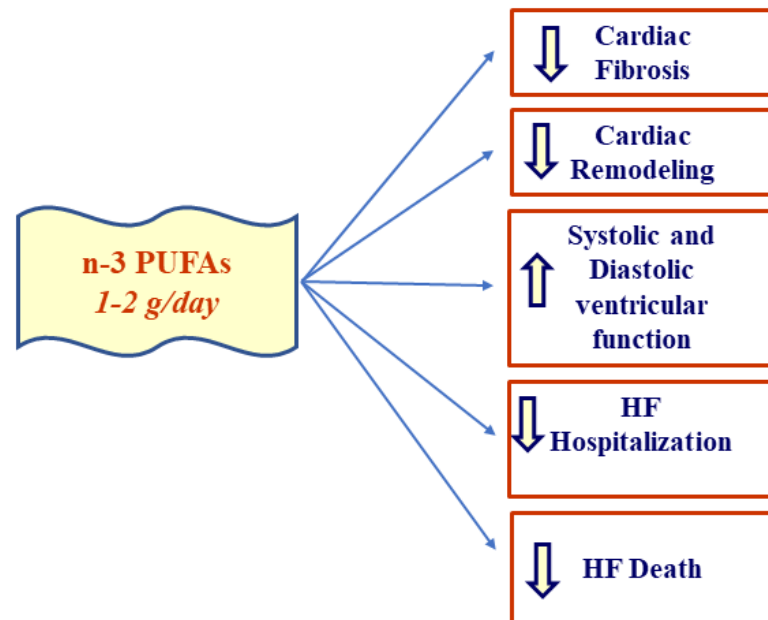 n-3 PUFAs
1-2 g/day
Cardiac
Fibrosis
Cardiac
Remodeling
Systolic and
Diastolic
ventricular
function
HF
Hospitalization
HF Death